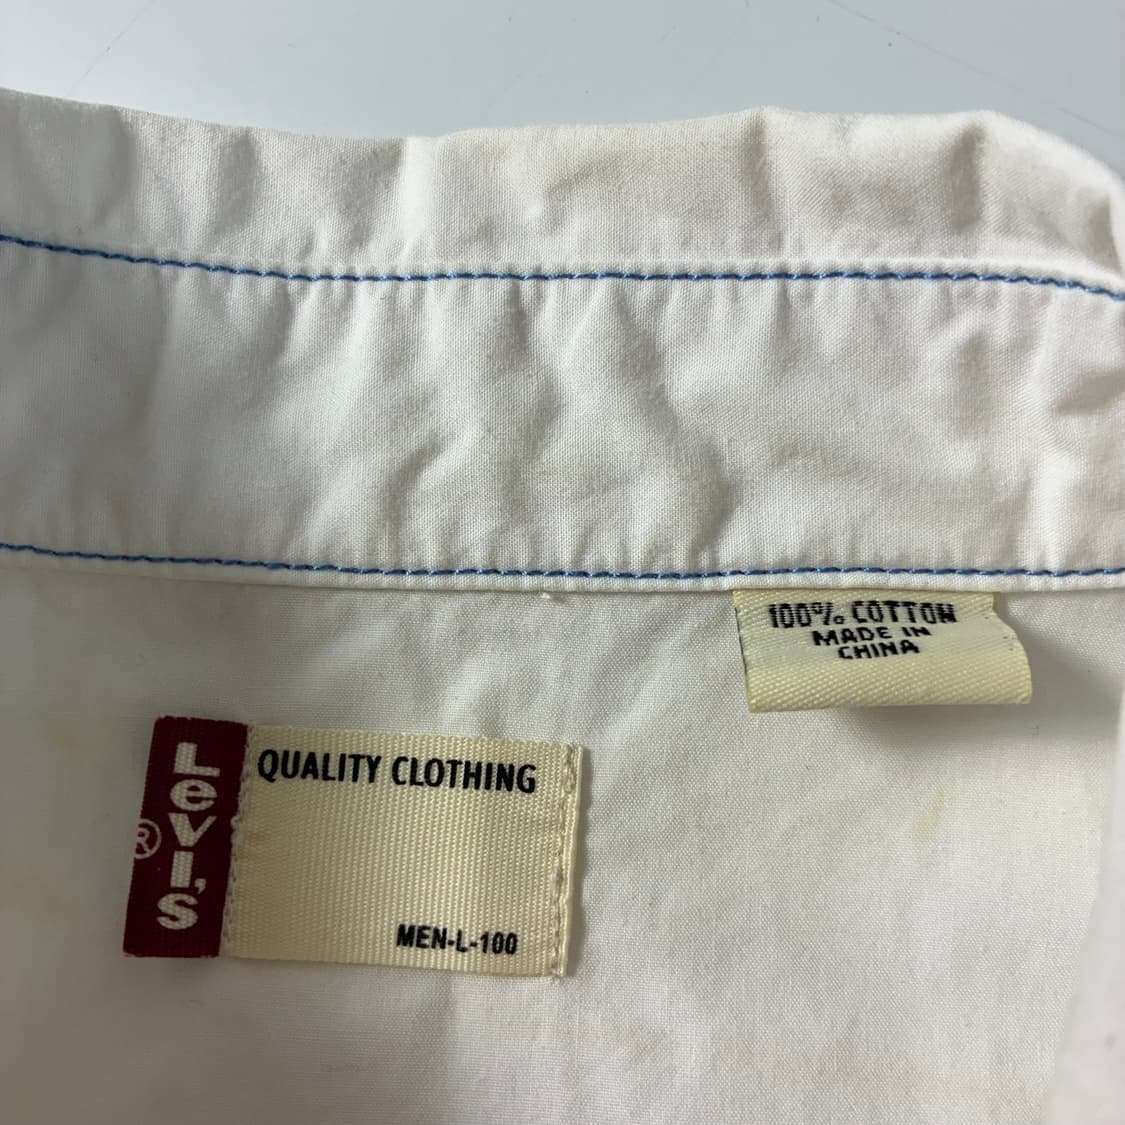 100% COTTON
MADE IN
CHINA
Levi's
®
QUALITY CLOTHING
MEN-L-100